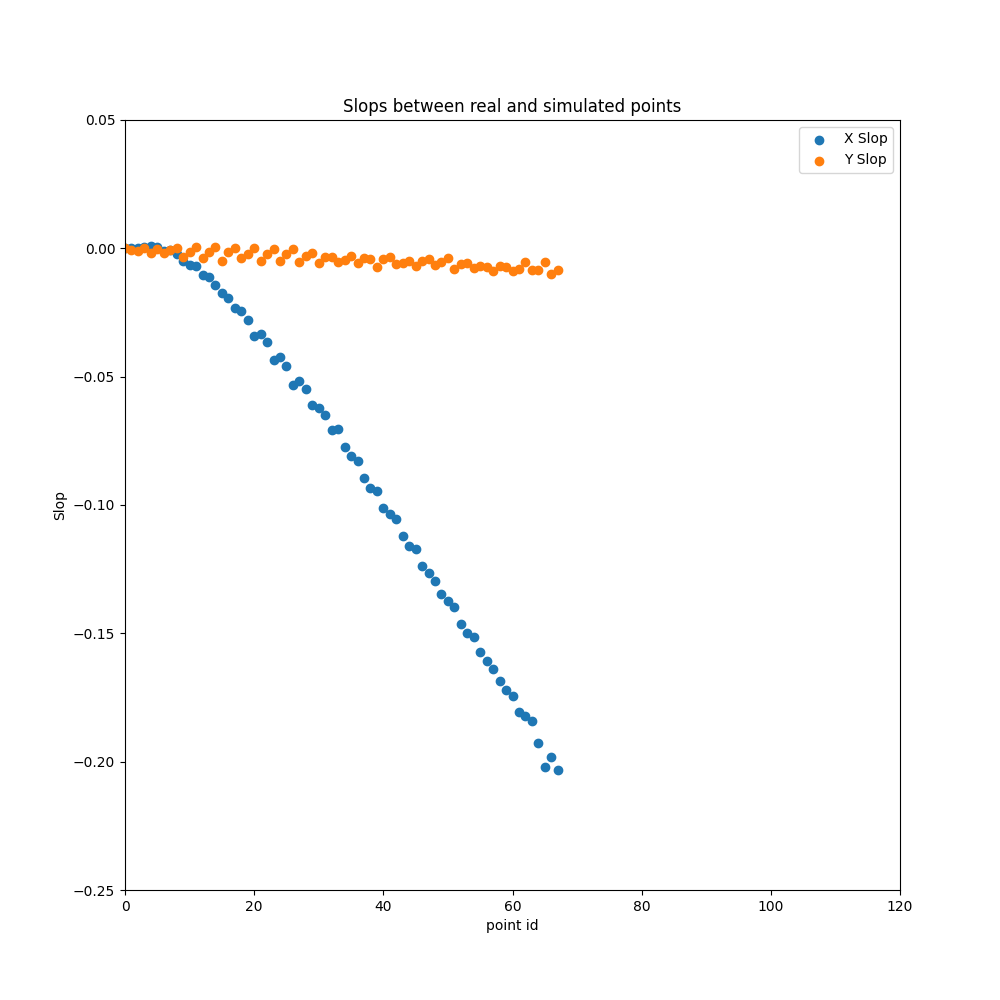 Slops between real and simulated points
X Slop
Y Slop
0.05
0.00
−0.05
−0.10
−0.15
−0.20
−0.25
Slop
0 20 40 60 80 100 120
point id